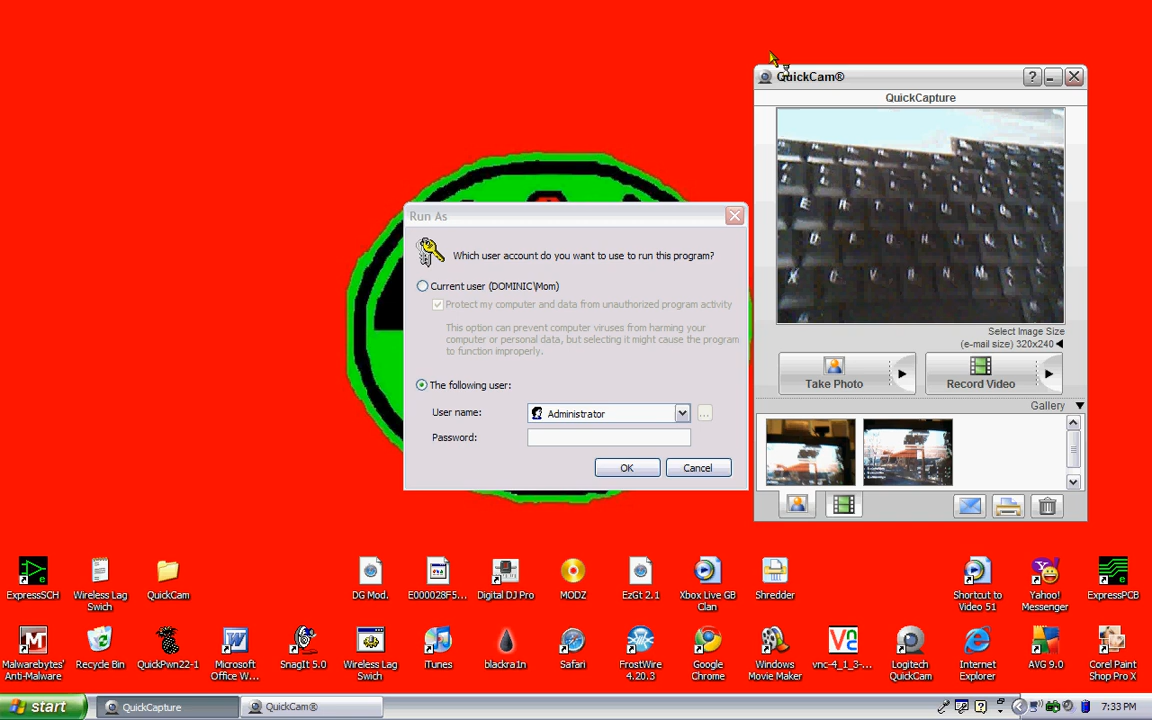 QuickCam®
?
QuickCapture
Run As
Which user account do you want to use to run this program?
Current user (DOMINIC\Mom)
Protect my computer and data from unauthorized program activity
This option can prevent computer viruses from harming your
computer or personal data, but selecting it might cause the program
to function improperly.
The following user:
User name:
Administrator
...
Password:
OK
Cancel
Select Image Size
(e-mail size) 320x240
Take Photo
Record Video
Gallery
ExpressSCH
Wireless Lag
Swich
QuickCam
DG Mod.
E000028F5...
Digital DJ Pro
MODZ
EzGt 2.1
Xbox Live GB
Clan
Shredder
Shortcut to
Video 51
Yahoo!
Messenger
ExpressPCB
Malwarebytes'
Anti-Malware
Recycle Bin
QuickPwn22-1
Microsoft
Office W...
SnagIt 5.0
Wireless Lag
Swich
iTunes
blackra1n
Safari
FrostWire
4.20.3
Google
Chrome
Windows
Movie Maker
vnc-4_1_3-...
Logitech
QuickCam
Internet
Explorer
AVG 9.0
Corel Paint
Shop Pro X
start
QuickCapture
QuickCam®
7:33 PM